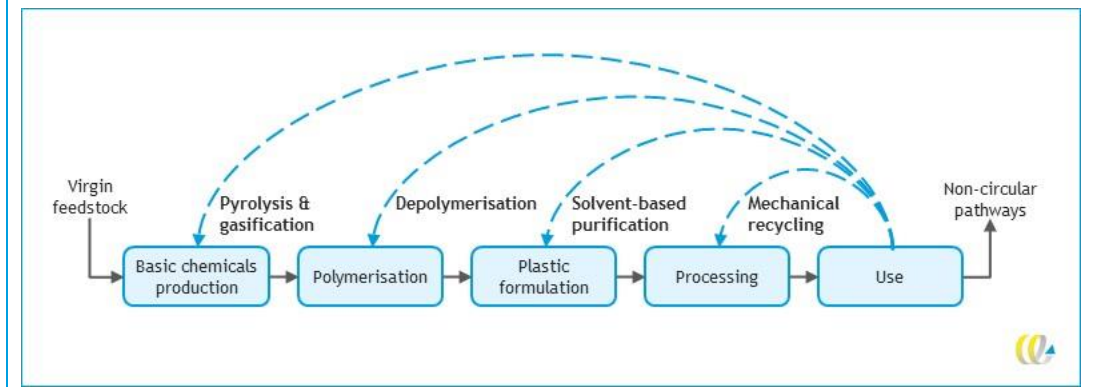 Virgin
feedstock
Pyrolysis &
gasification
Depolymerisation
Solvent-based
purification
Mechanical
recycling
Non-circular
pathways
Basic chemicals
production
Polymerisation
Plastic
formulation
Processing
Use